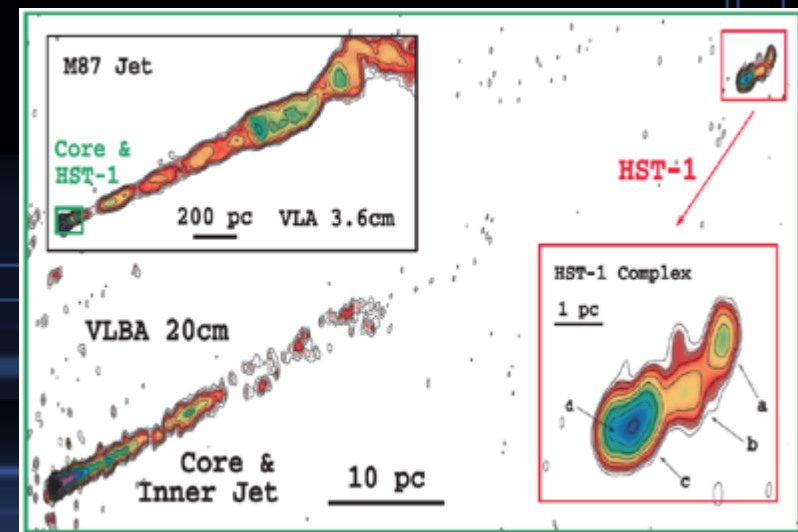 M87 Jet
Core &
HST-1
200 pc
VLA 3.6cm
HST-1
VLBA 20cm
Core &
Inner Jet
10 pc
HST-1 Complex
1 pc
a
b
c
d